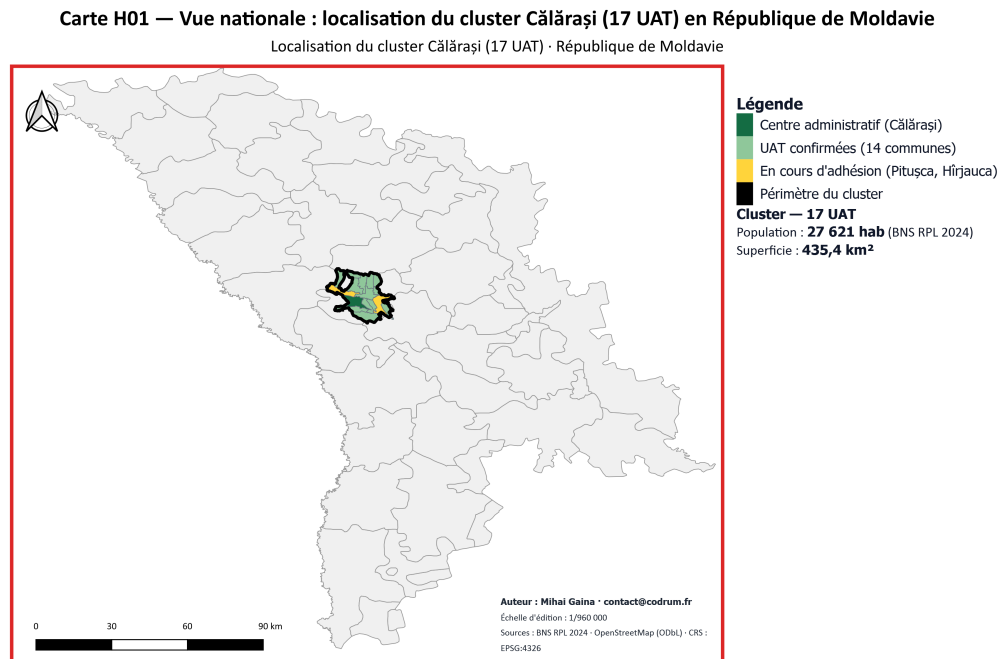 Carte H01 — Vue nationale : localisation du cluster Călărași (17 UAT) en République de Moldavie
Localisation du cluster Călărași (17 UAT) · République de Moldavie
Légende
Centre administratif (Călărași)
UAT confirmées (14 communes)
En cours d'adhésion (Pitușca, Hîrjauca)
Périmètre du cluster
Cluster — 17 UAT
Population : 27 621 hab (BNS RPL 2024)
Superficie : 435,4 km²
Auteur : Mihai Gaina · contact@codrum.fr
Échelle d'édition : 1/960 000
Sources : BNS RPL 2024 · OpenStreetMap (ODbL) · CRS :
EPSG:4326
0 30 60 90 km